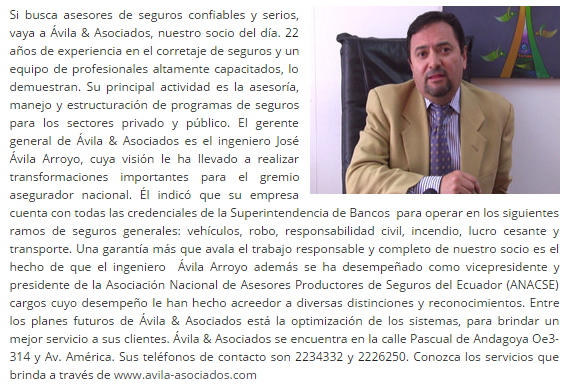 Si busca asesores de seguros confiables y serios,
vaya a Ávila & Asociados, nuestro socio del día. 22
años de experiencia en el corretaje de seguros y un
equipo de profesionales altamente capacitados, lo
demuestran. Su principal actividad es la asesoría,
manejo y estructuración de programas de seguros
para los sectores privado y público. El gerente
general de Ávila & Asociados es el ingeniero José
Ávila Arroyo, cuya visión le ha llevado a realizar
transformaciones importantes para el gremio
asegurador nacional. Él indicó que su empresa
cuenta con todas las credenciales de la Superintendencia de Bancos para operar en los siguientes
ramos de seguros generales: vehículos, robo, responsabilidad civil, incendio, lucro cesante y
transporte. Una garantía más que avala el trabajo responsable y completo de nuestro socio es el
hecho de que el ingeniero Ávila Arroyo además se ha desempeñado como vicepresidente y
presidente de la Asociación Nacional de Asesores Productores de Seguros del Ecuador (ANACSE)
cargos cuyo desempeño le han hecho acreedor a diversas distinciones y reconocimientos. Entre
los planes futuros de Ávila & Asociados está la optimización de los sistemas, para brindar un
mejor servicio a sus clientes. Ávila & Asociados se encuentra en la calle Pascual de Andagoya Oe3-
314 y Av. América. Sus teléfonos de contacto son 2234332 y 2226250. Conozca los servicios que
brinda a través de www.avila-asociados.com